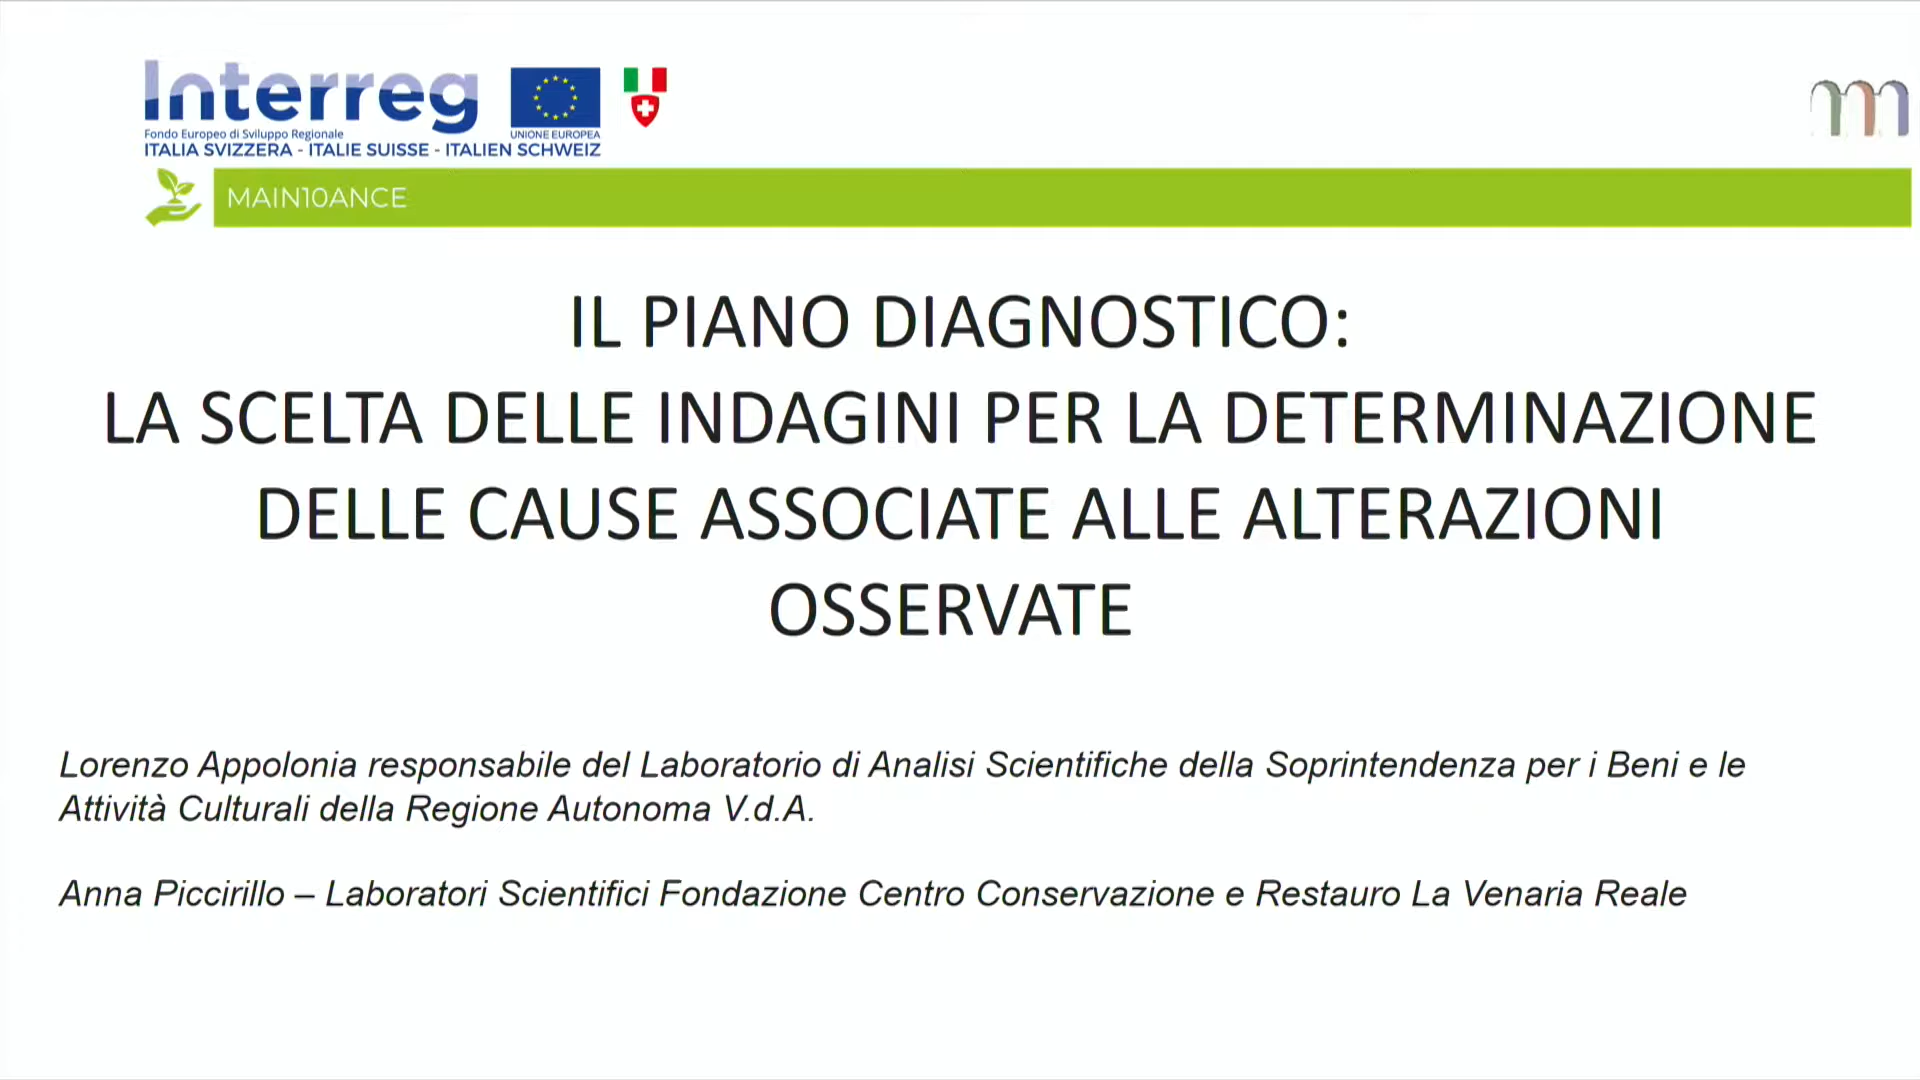 Interreg
Fondo Europeo di Sviluppo Regionale
UNIONE EUROPEA
ITALIA SVIZZERA - ITALIE SUISSE - ITALIEN SCHWEIZ
MAIN10ANCE
IL PIANO DIAGNOSTICO:
LA SCELTA DELLE INDAGINI PER LA DETERMINAZIONE
DELLE CAUSE ASSOCIATE ALLE ALTERAZIONI
OSSERVATE
Lorenzo Appolonia responsabile del Laboratorio di Analisi Scientifiche della Soprintendenza per i Beni e le
Attività Culturali della Regione Autonoma V.d.A.
Anna Piccirillo – Laboratori Scientifici Fondazione Centro Conservazione e Restauro La Venaria Reale